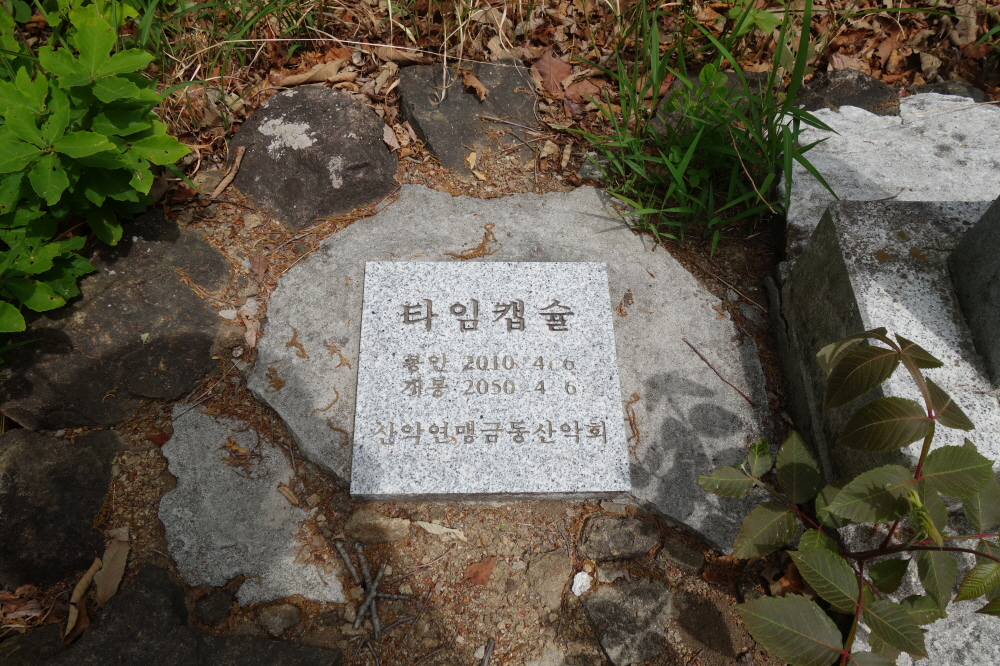 타임캡슐
봉안 2010. 4. 6
개봉 2050. 4. 6
산악연맹금동산악회